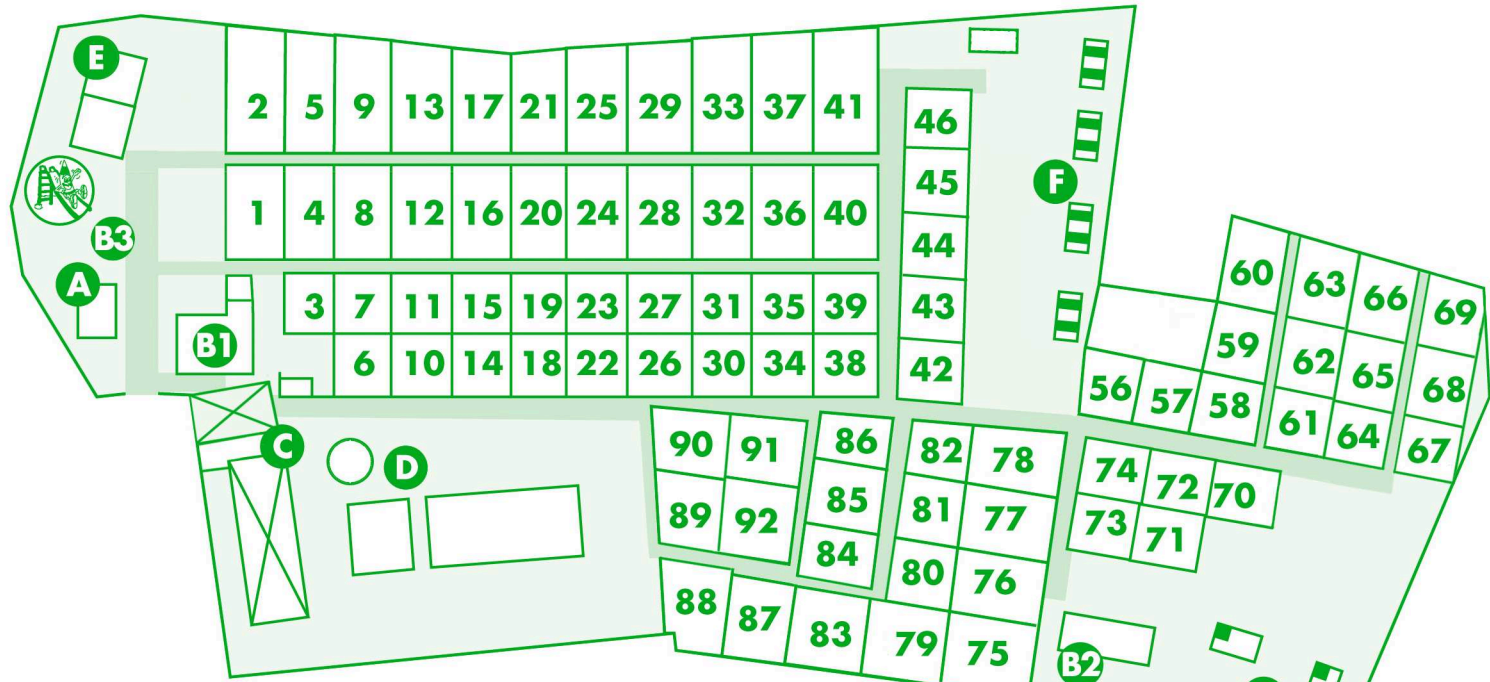 E
2 5 9 13 17 21 25 29 33 37 41
46
45
F
1 4 8 12 16 20 24 28 32 36 40
B3
44
A
60 63 66 69
3 7 11 15 19 23 27 31 35 39
43
B1
59 62 65 68
6 10 14 18 22 26 30 34 38
42
56 57 58 61 64 67
C
D
90 91 86 82 78
74 72 70
89 92 85 81 77
73 71
84 80 76
88 87 83 79 75
B2